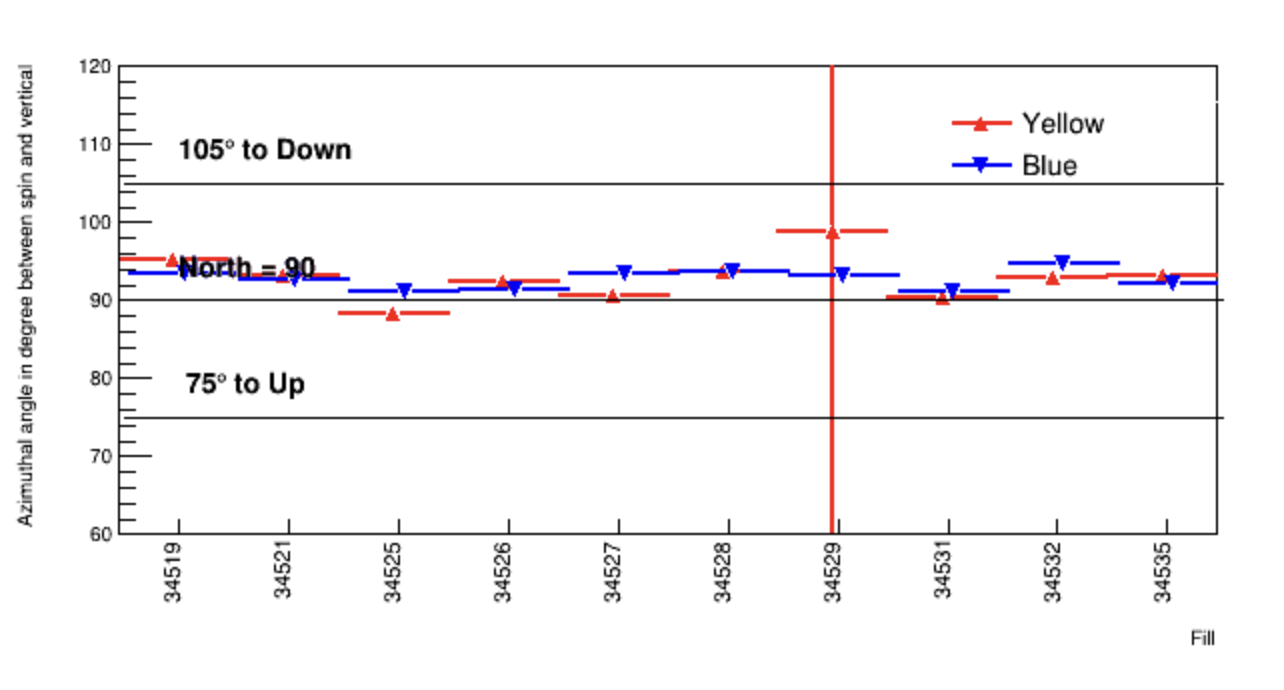 Azimuthal angle in degree between spin and vertical
120
110
100
90
80
70
60
105° to Down
North = 90
75° to Up
Yellow
Blue
34519
34521
34525
34526
34527
34528
34529
34531
34532
34535
Fill